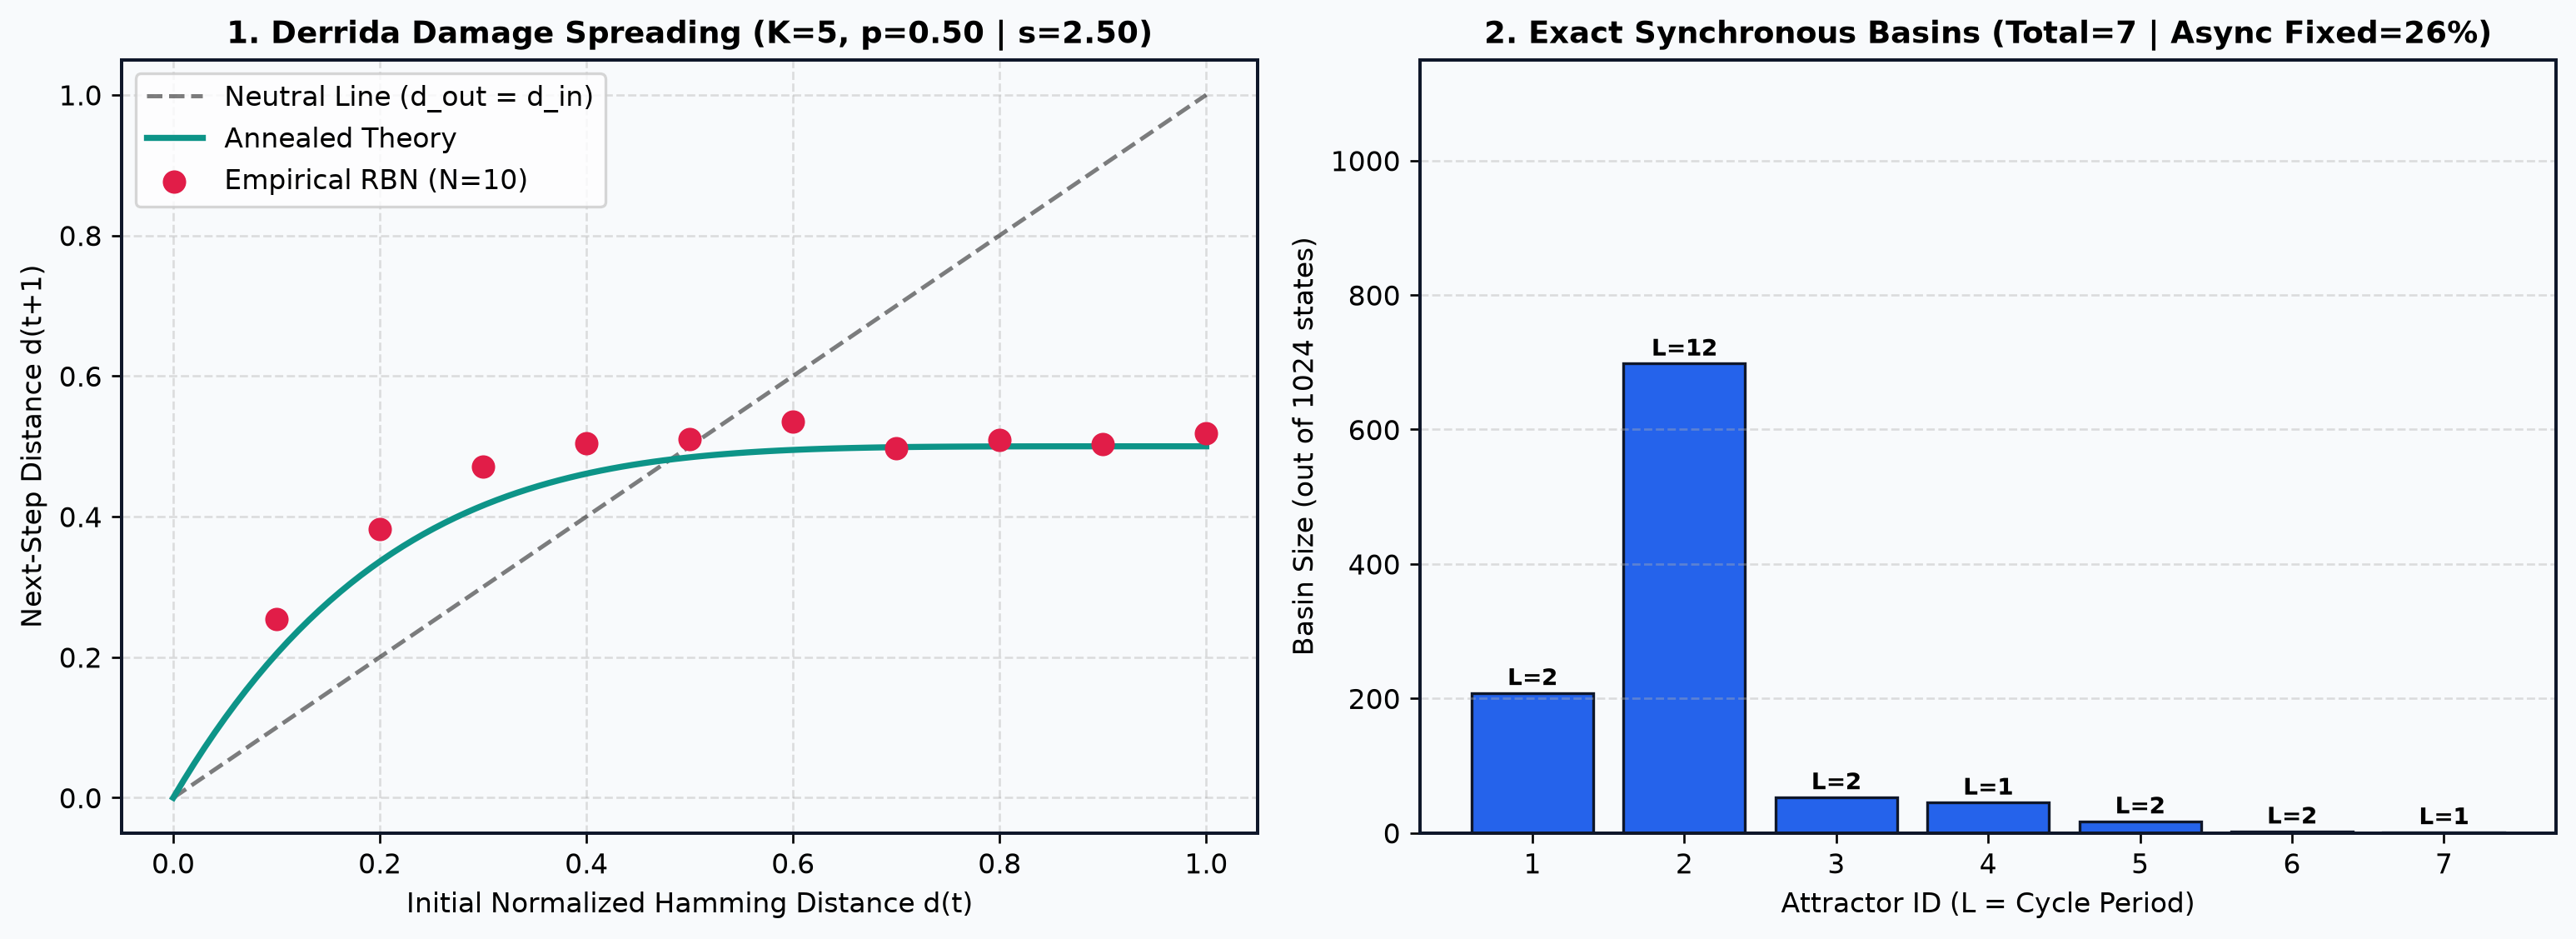 1. Derrida Damage Spreading (K=5, p=0.50 | s=2.50)
Neutral Line (d_out = d_in)
Annealed Theory
Empirical RBN (N=10)
Next-Step Distance d(t+1)
1.0
0.8
0.6
0.4
0.2
0.0
0.0 0.2 0.4 0.6 0.8 1.0
Initial Normalized Hamming Distance d(t)
2. Exact Synchronous Basins (Total=7 | Async Fixed=26%)
Basin Size (out of 1024 states)
1000
800
600
400
200
0
L=2
L=12
L=2
L=1
L=2
L=2
L=1
1 2 3 4 5 6 7
Attractor ID (L = Cycle Period)